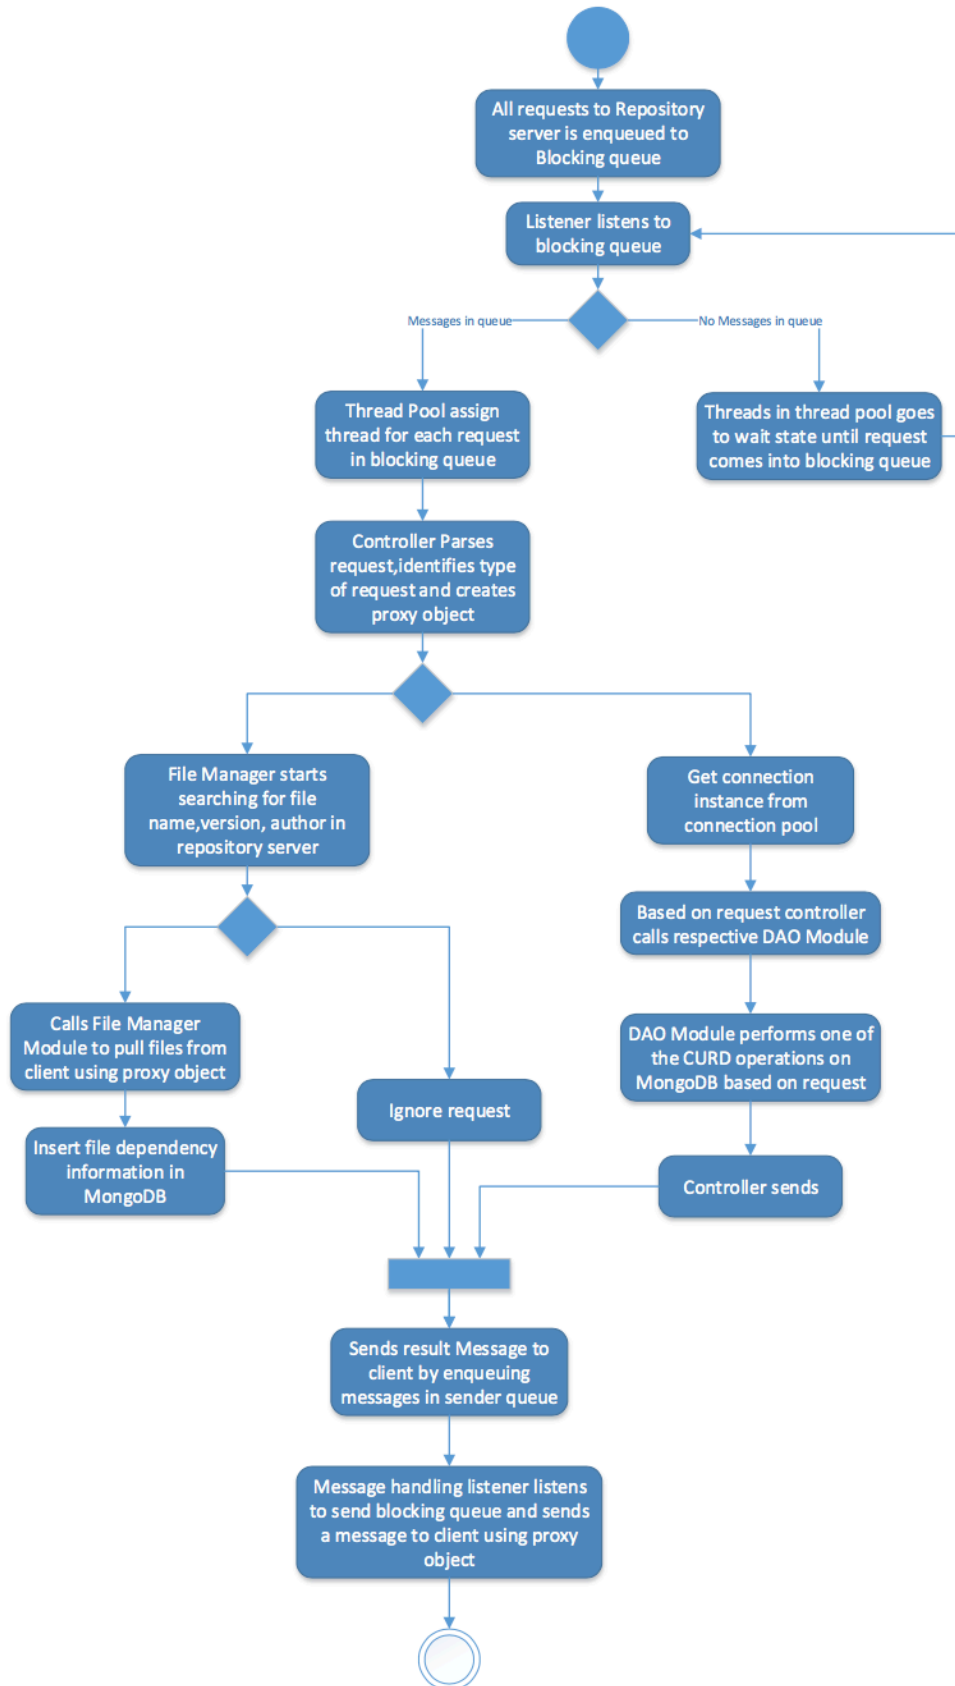 All requests to Repository
server is enqueued to
Blocking queue
Listener listens to
blocking queue
Messages in queue
No Messages in queue
Thread Pool assign
thread for each request
in blocking queue
Threads in thread pool goes
to wait state until request
comes into blocking queue
Controller Parses
request,identifies type
of request and creates
proxy object
File Manager starts
searching for file
name,version, author in
repository server
Get connection
instance from
connection pool
Based on request controller
calls respective DAO Module
Calls File Manager
Module to pull files from
client using proxy object
DAO Module performs one of
the CURD operations on
MongoDB based on request
Ignore request
Insert file dependency
information in
MongoDB
Controller sends
Sends result Message to
client by enqueuing
messages in sender queue
Message handling listener listens
to send blocking queue and sends
a message to client using proxy
object